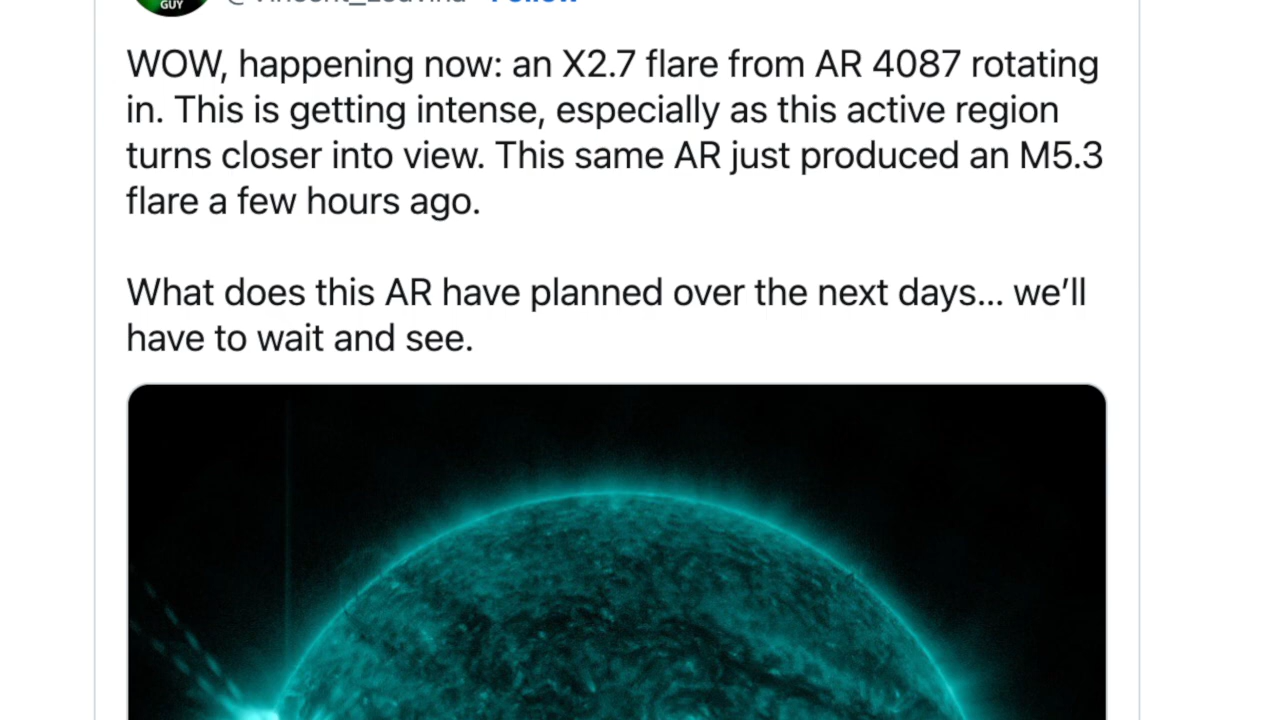 GUY
WOW, happening now: an X2.7 flare from AR 4087 rotating
in. This is getting intense, especially as this active region
turns closer into view. This same AR just produced an M5.3
flare a few hours ago.
What does this AR have planned over the next days... we’ll
have to wait and see.